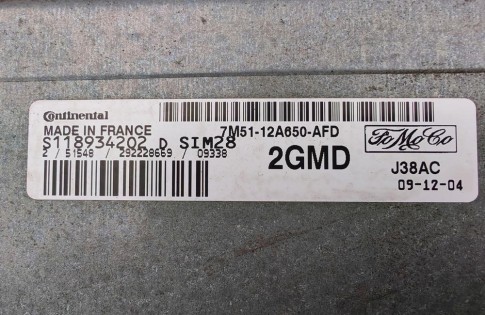 Continental
7M51-12A650-AFD
MADE IN FRANCE
S118934202 D SIM28
2 / 51548 / 292228669 / 09338
2GMD
FoMoCo
J38AC
09-12-04